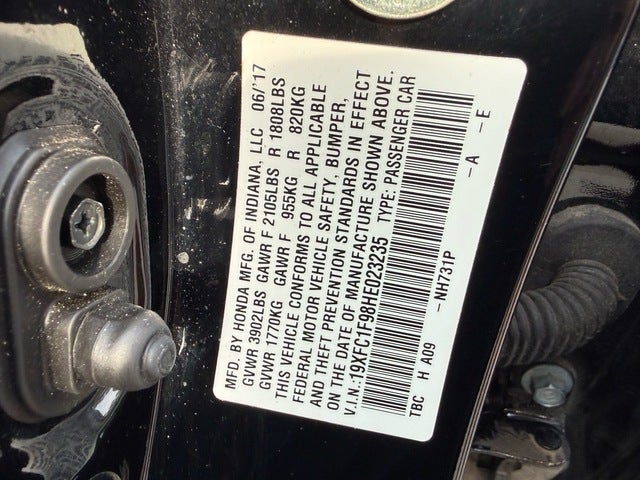 MFD. BY HONDA MFG. OF INDIANA, LLC 06/'17
GVWR 3902LBS GAWR F 2105LBS R 1808LBS
GVWR 1770KG GAWR F 955KG R 820KG
THIS VEHICLE CONFORMS TO ALL APPLICABLE
FEDERAL MOTOR VEHICLE SAFETY, BUMPER,
AND THEFT PREVENTION STANDARDS IN EFFECT
ON THE DATE OF MANUFACTURE SHOWN ABOVE.
V.I.N.:19XFC1F98HE023235 TYPE: PASSENGER CAR
TBC H A09 -NH731P -A -E